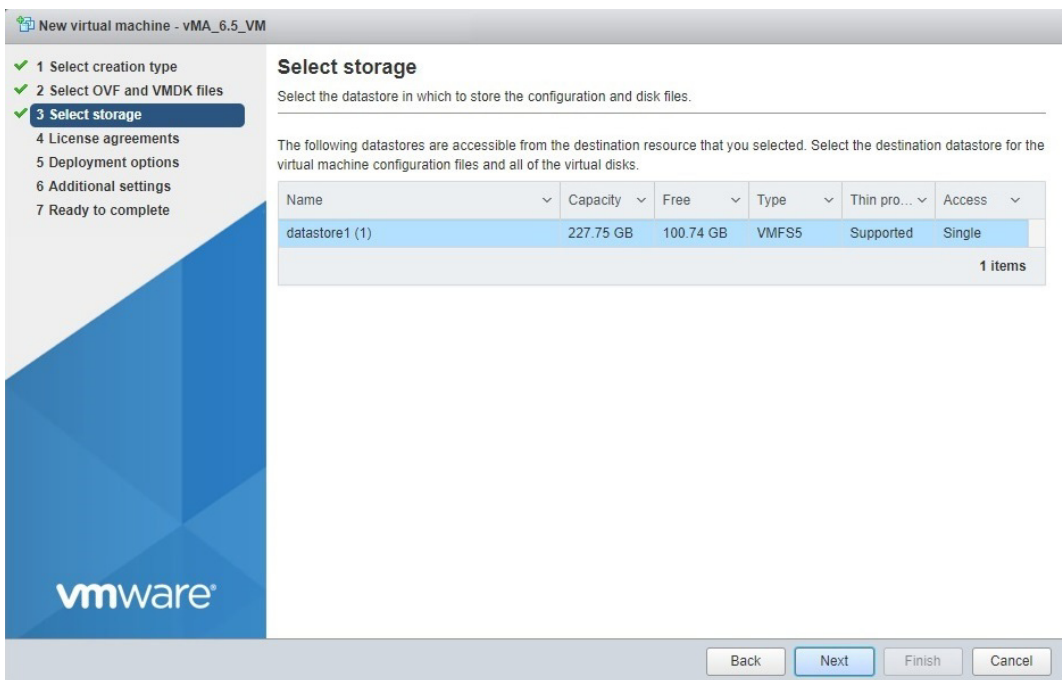 New virtual machine - vMA_6.5_VM
1 Select creation type
2 Select OVF and VMDK files
3 Select storage
4 License agreements
5 Deployment options
6 Additional settings
7 Ready to complete
vmware®
Select storage
Select the datastore in which to store the configuration and disk files.
The following datastores are accessible from the destination resource that you selected. Select the destination datastore for the
virtual machine configuration files and all of the virtual disks.
Name Capacity Free Type Thin pro... Access
datastore1 (1) 227.75 GB 100.74 GB VMFS5 Supported Single
1 items
Back Next Finish Cancel